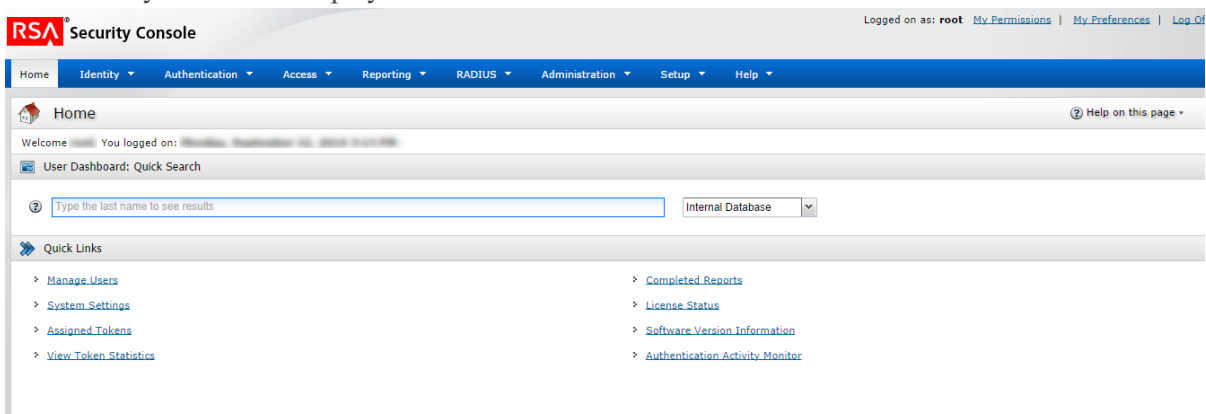 RSA Security Console
Logged on as: root My Permissions | My Preferences | Log Of
Home Identity Authentication Access Reporting RADIUS Administration Setup Help
Home
Help on this page
Welcome You logged on:
User Dashboard: Quick Search
Type the last name to see results
Internal Database
Quick Links
Manage Users
System Settings
Assigned Tokens
View Token Statistics
Completed Reports
License Status
Software Version Information
Authentication Activity Monitor